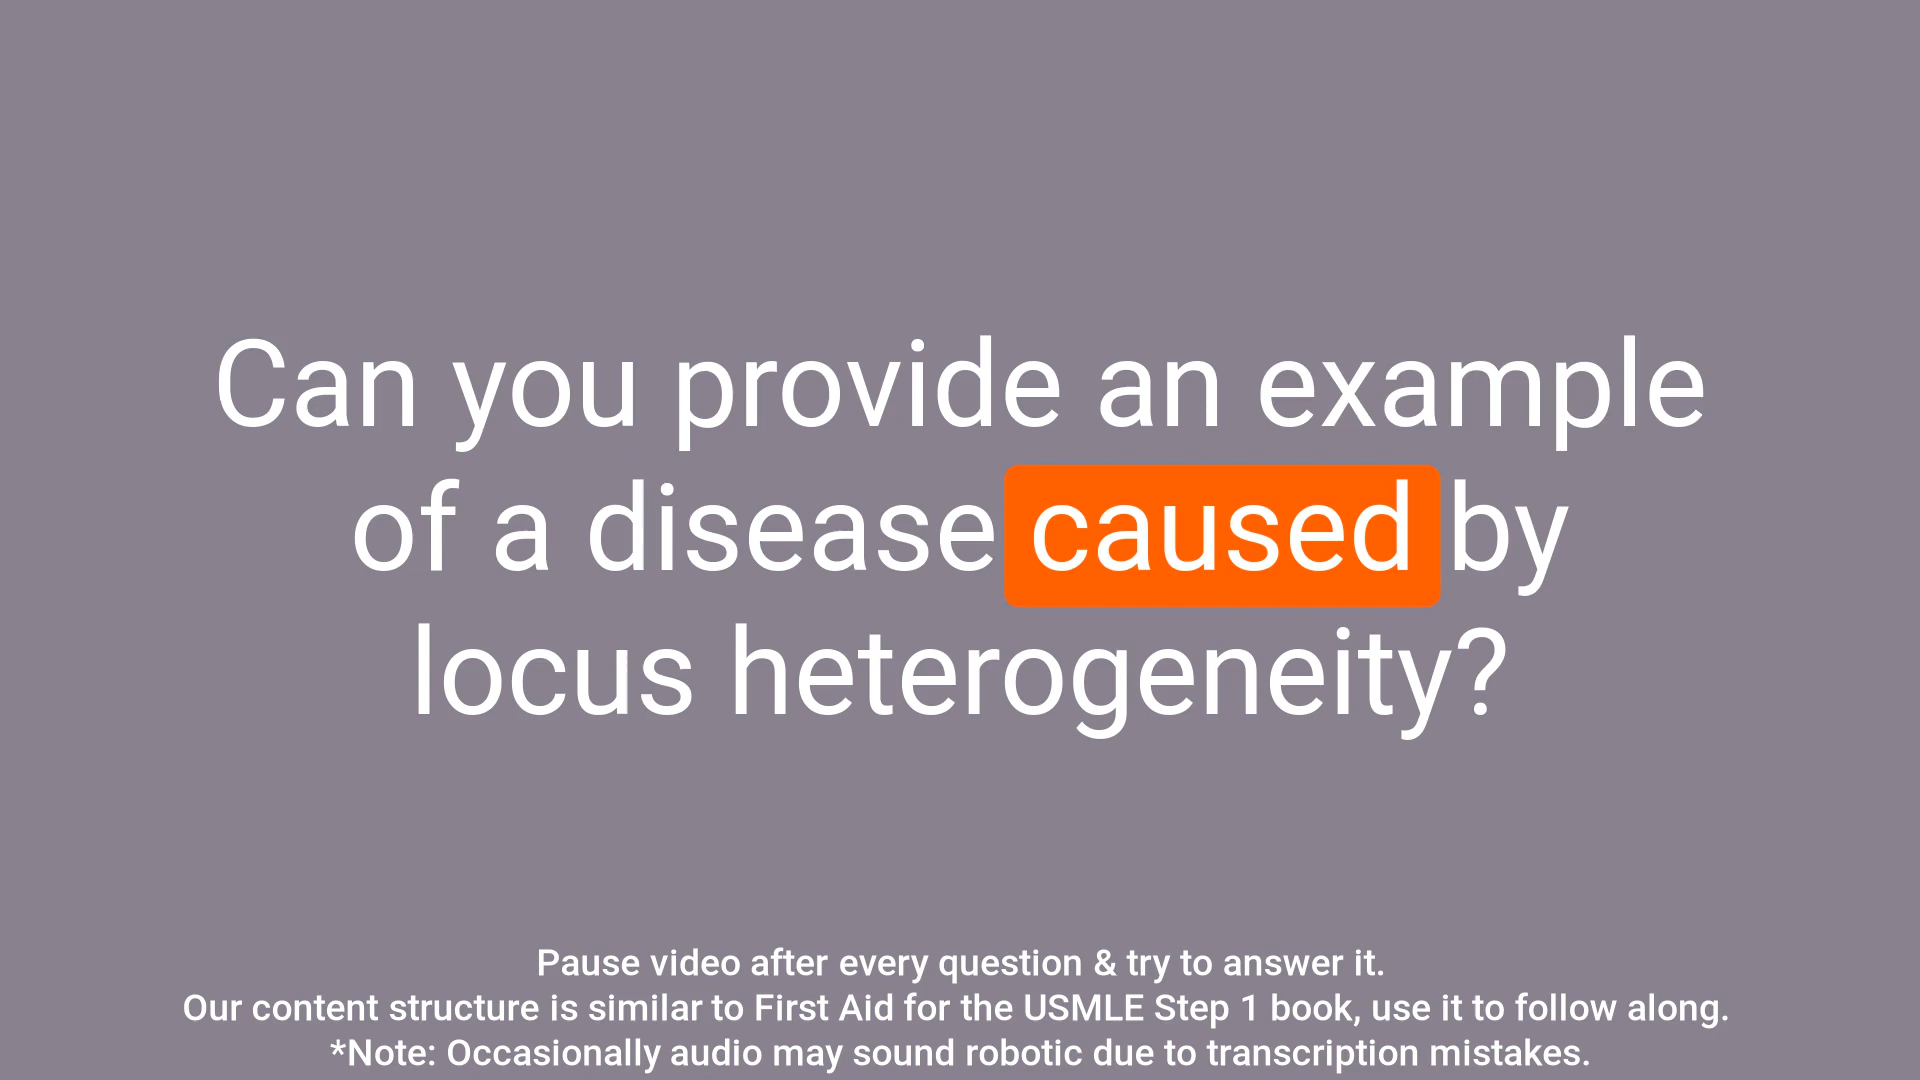 Can you provide an example
of a disease caused by
locus heterogeneity?
Pause video after every question & try to answer it.
Our content structure is similar to First Aid for the USMLE Step 1 book, use it to follow along.
*Note: Occasionally audio may sound robotic due to transcription mistakes.